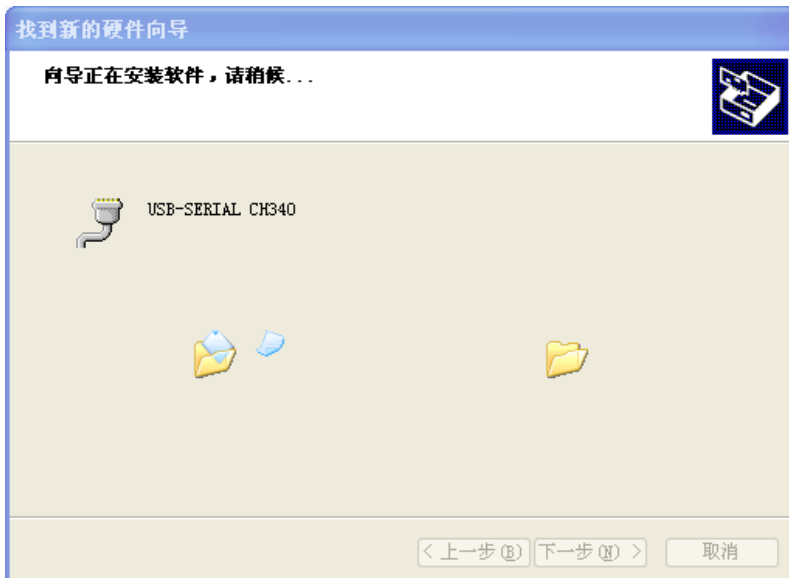 找到新的硬件向导
向导正在安装软件，请稍候...
USB-SERIAL CH340
< 上一步(B) 下一步(N) > 取消